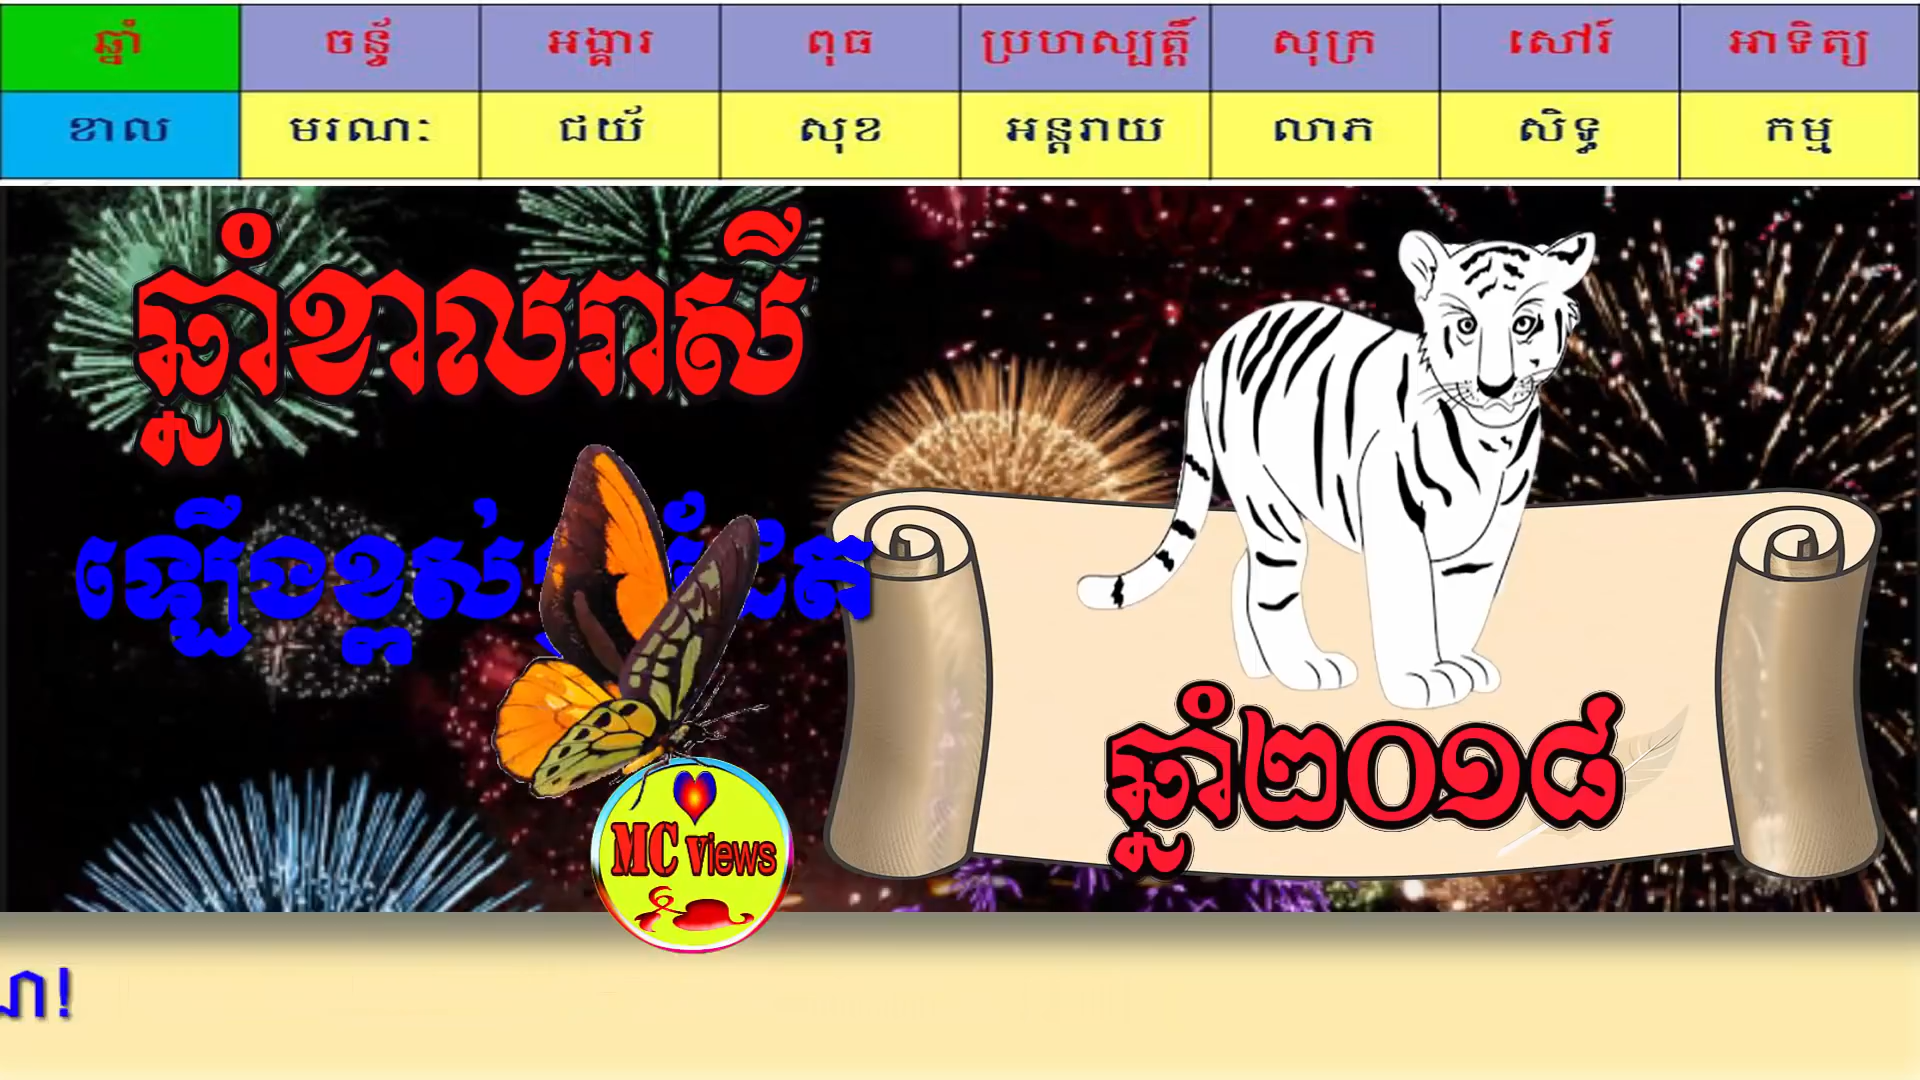 ឆ្នាំ ចន្ទ័ អង្គារ ពុធ ប្រហស្បត្តិ៍ សុក្រ សៅរ៍ អាទិត្យ
ខាល មរណៈ ជយ័ សុខ អន្តរាយ លាភ សិទ្ធ កម្ម
ឆ្នាំខាលរាសី
ឡើងខ្ពស់
ឆ្នាំ២០១៨
MC Views